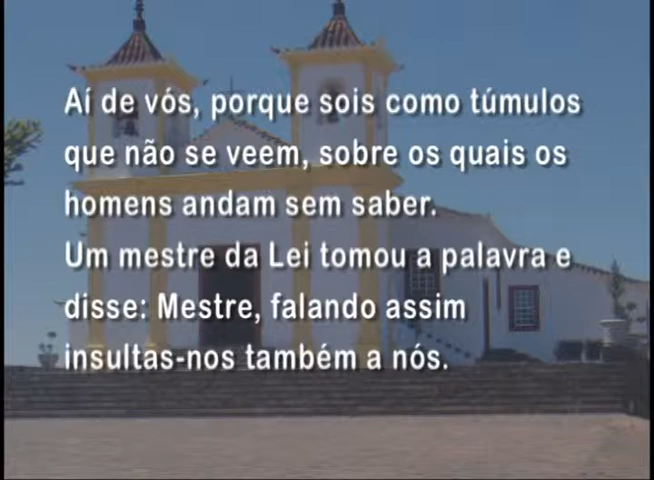 Aí de vós, porque sois como túmulos
que não se veem, sobre os quais os
homens andam sem saber.
Um mestre da Lei tomou a palavra e
disse: Mestre, falando assim
insultas-nos também a nós.